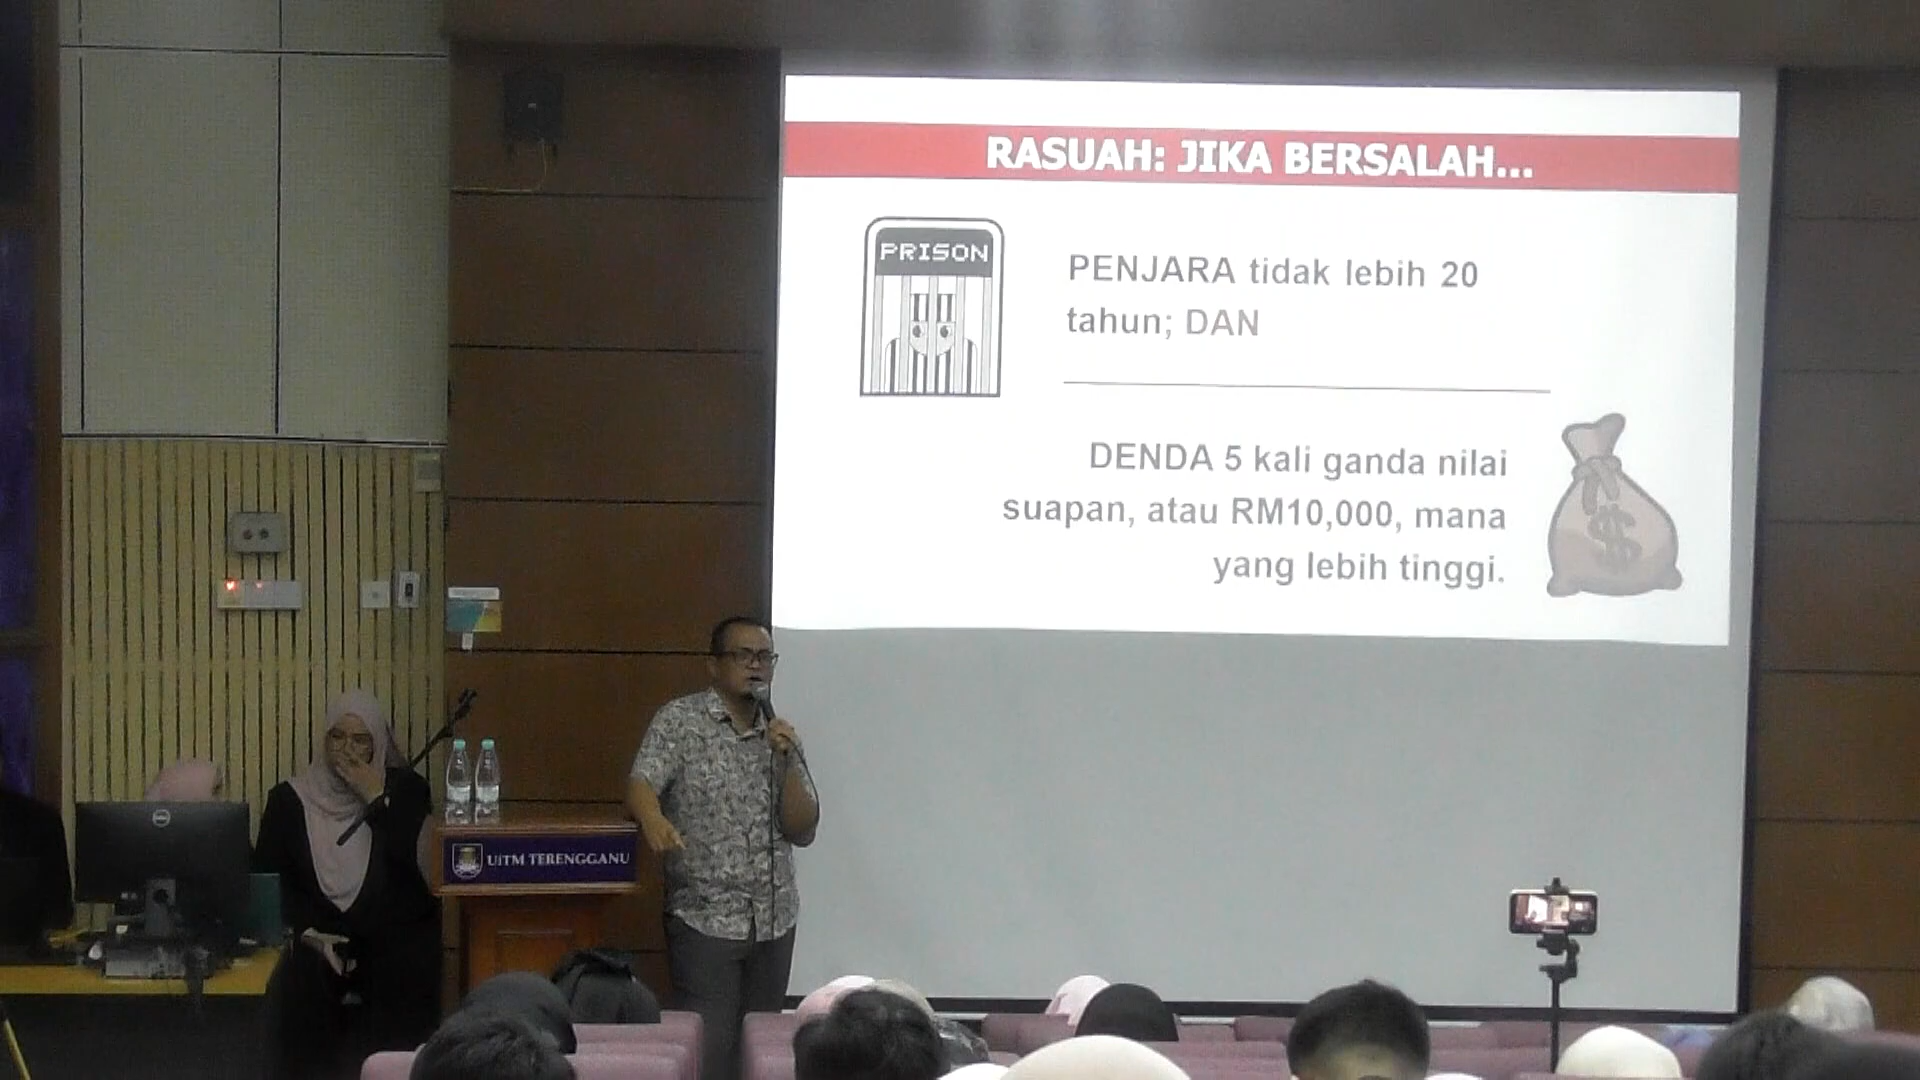 RASUAH: JIKA BERSALAH...
PRISON
PENJARA tidak lebih 20
tahun; DAN
DENDA 5 kali ganda nilai
suapan, atau RM10,000, mana
yang lebih tinggi.
$
DELL
UiTM TERENGGANU